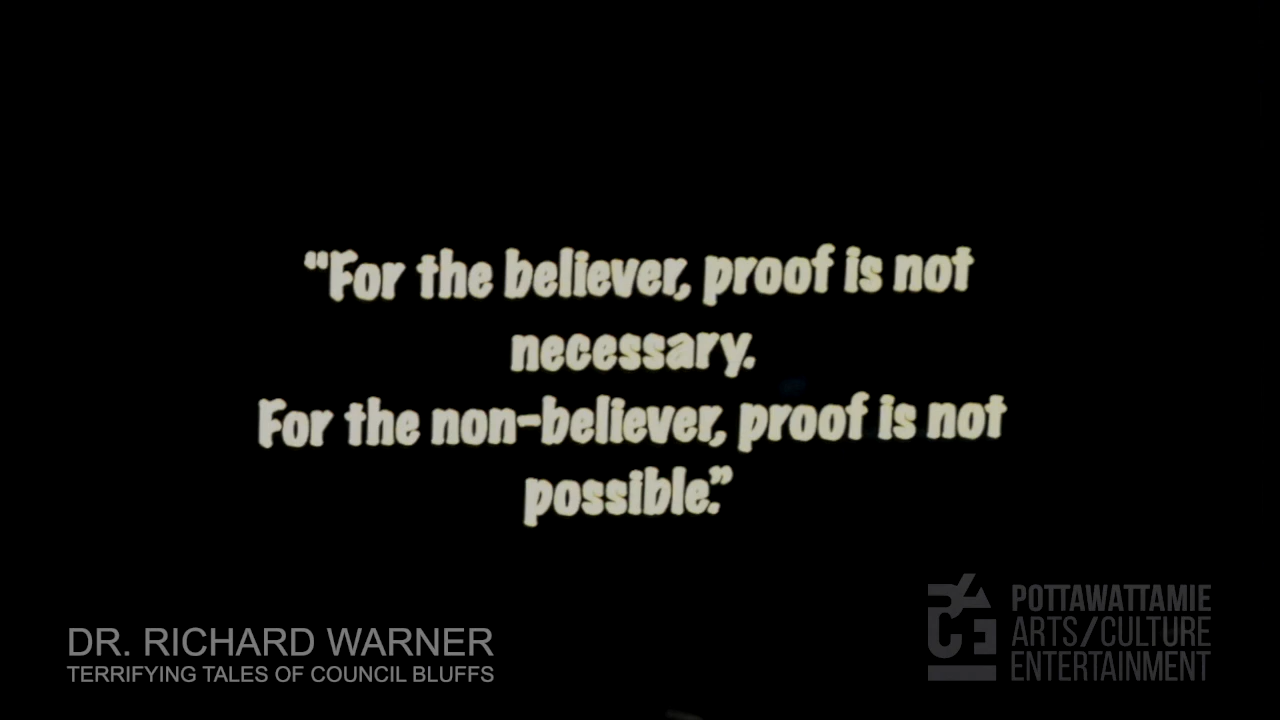 “For the believer, proof is not
necessary.
For the non-believer, proof is not
possible.”
DR. RICHARD WARNER
TERRIFYING TALES OF COUNCIL BLUFFS
POTTAWATTAMIE
ARTS/CULTURE
ENTERTAINMENT